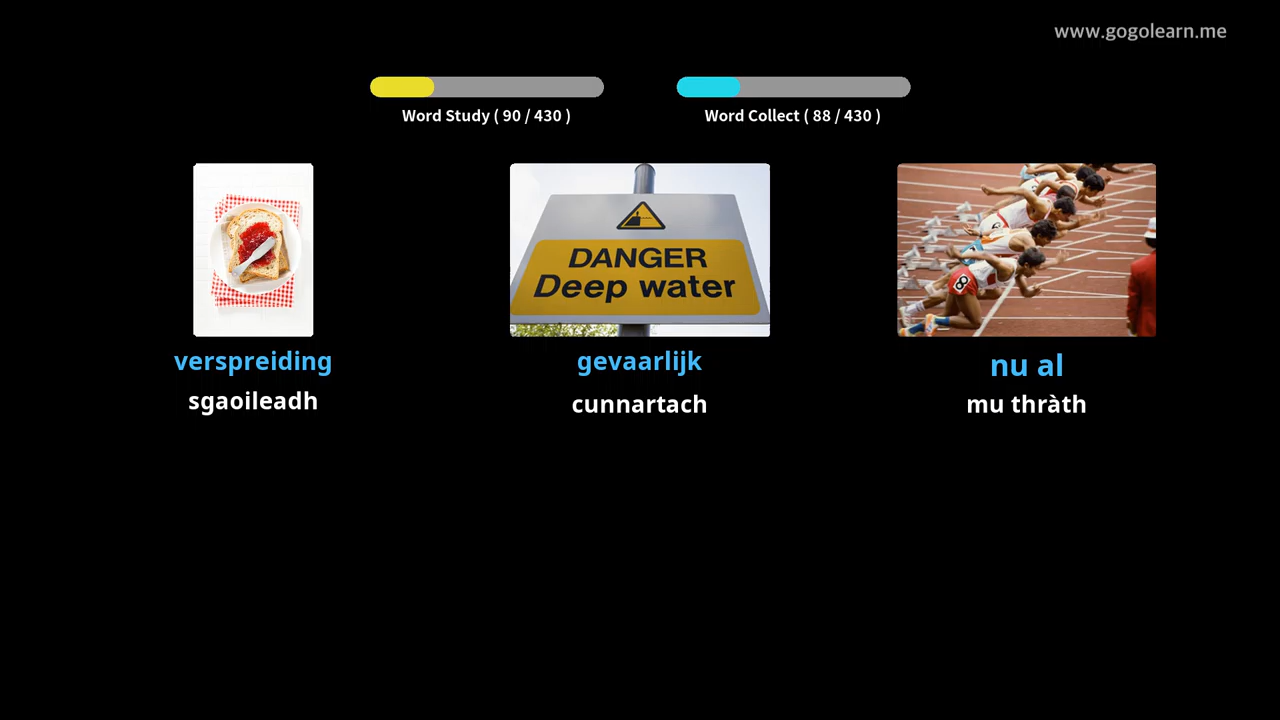 www.gogolearn.me
Word Study ( 90 / 430 )
Word Collect ( 88 / 430 )
DANGER
Deep water
8
verspreiding
gevaarlijk
nu al
sgaoileadh
cunnartach
mu thràth